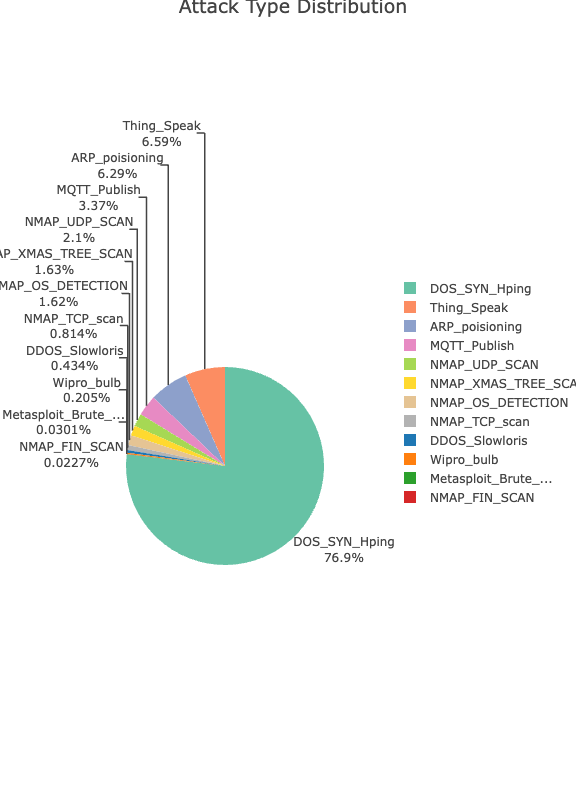 Attack Type Distribution
Thing_Speak
6.59%
ARP_poisioning
6.29%
MQTT_Publish
3.37%
NMAP_UDP_SCAN
2.1%
AP_XMAS_TREE_SCAN
1.63%
MAP_OS_DETECTION
1.62%
NMAP_TCP_scan
0.814%
DDOS_Slowloris
0.434%
Wipro_bulb
0.205%
Metasploit_Brute_...
0.0301%
NMAP_FIN_SCAN
0.0227%
DOS_SYN_Hping
76.9%
DOS_SYN_Hping
Thing_Speak
ARP_poisioning
MQTT_Publish
NMAP_UDP_SCAN
NMAP_XMAS_TREE_SCA
NMAP_OS_DETECTION
NMAP_TCP_scan
DDOS_Slowloris
Wipro_bulb
Metasploit_Brute_...
NMAP_FIN_SCAN